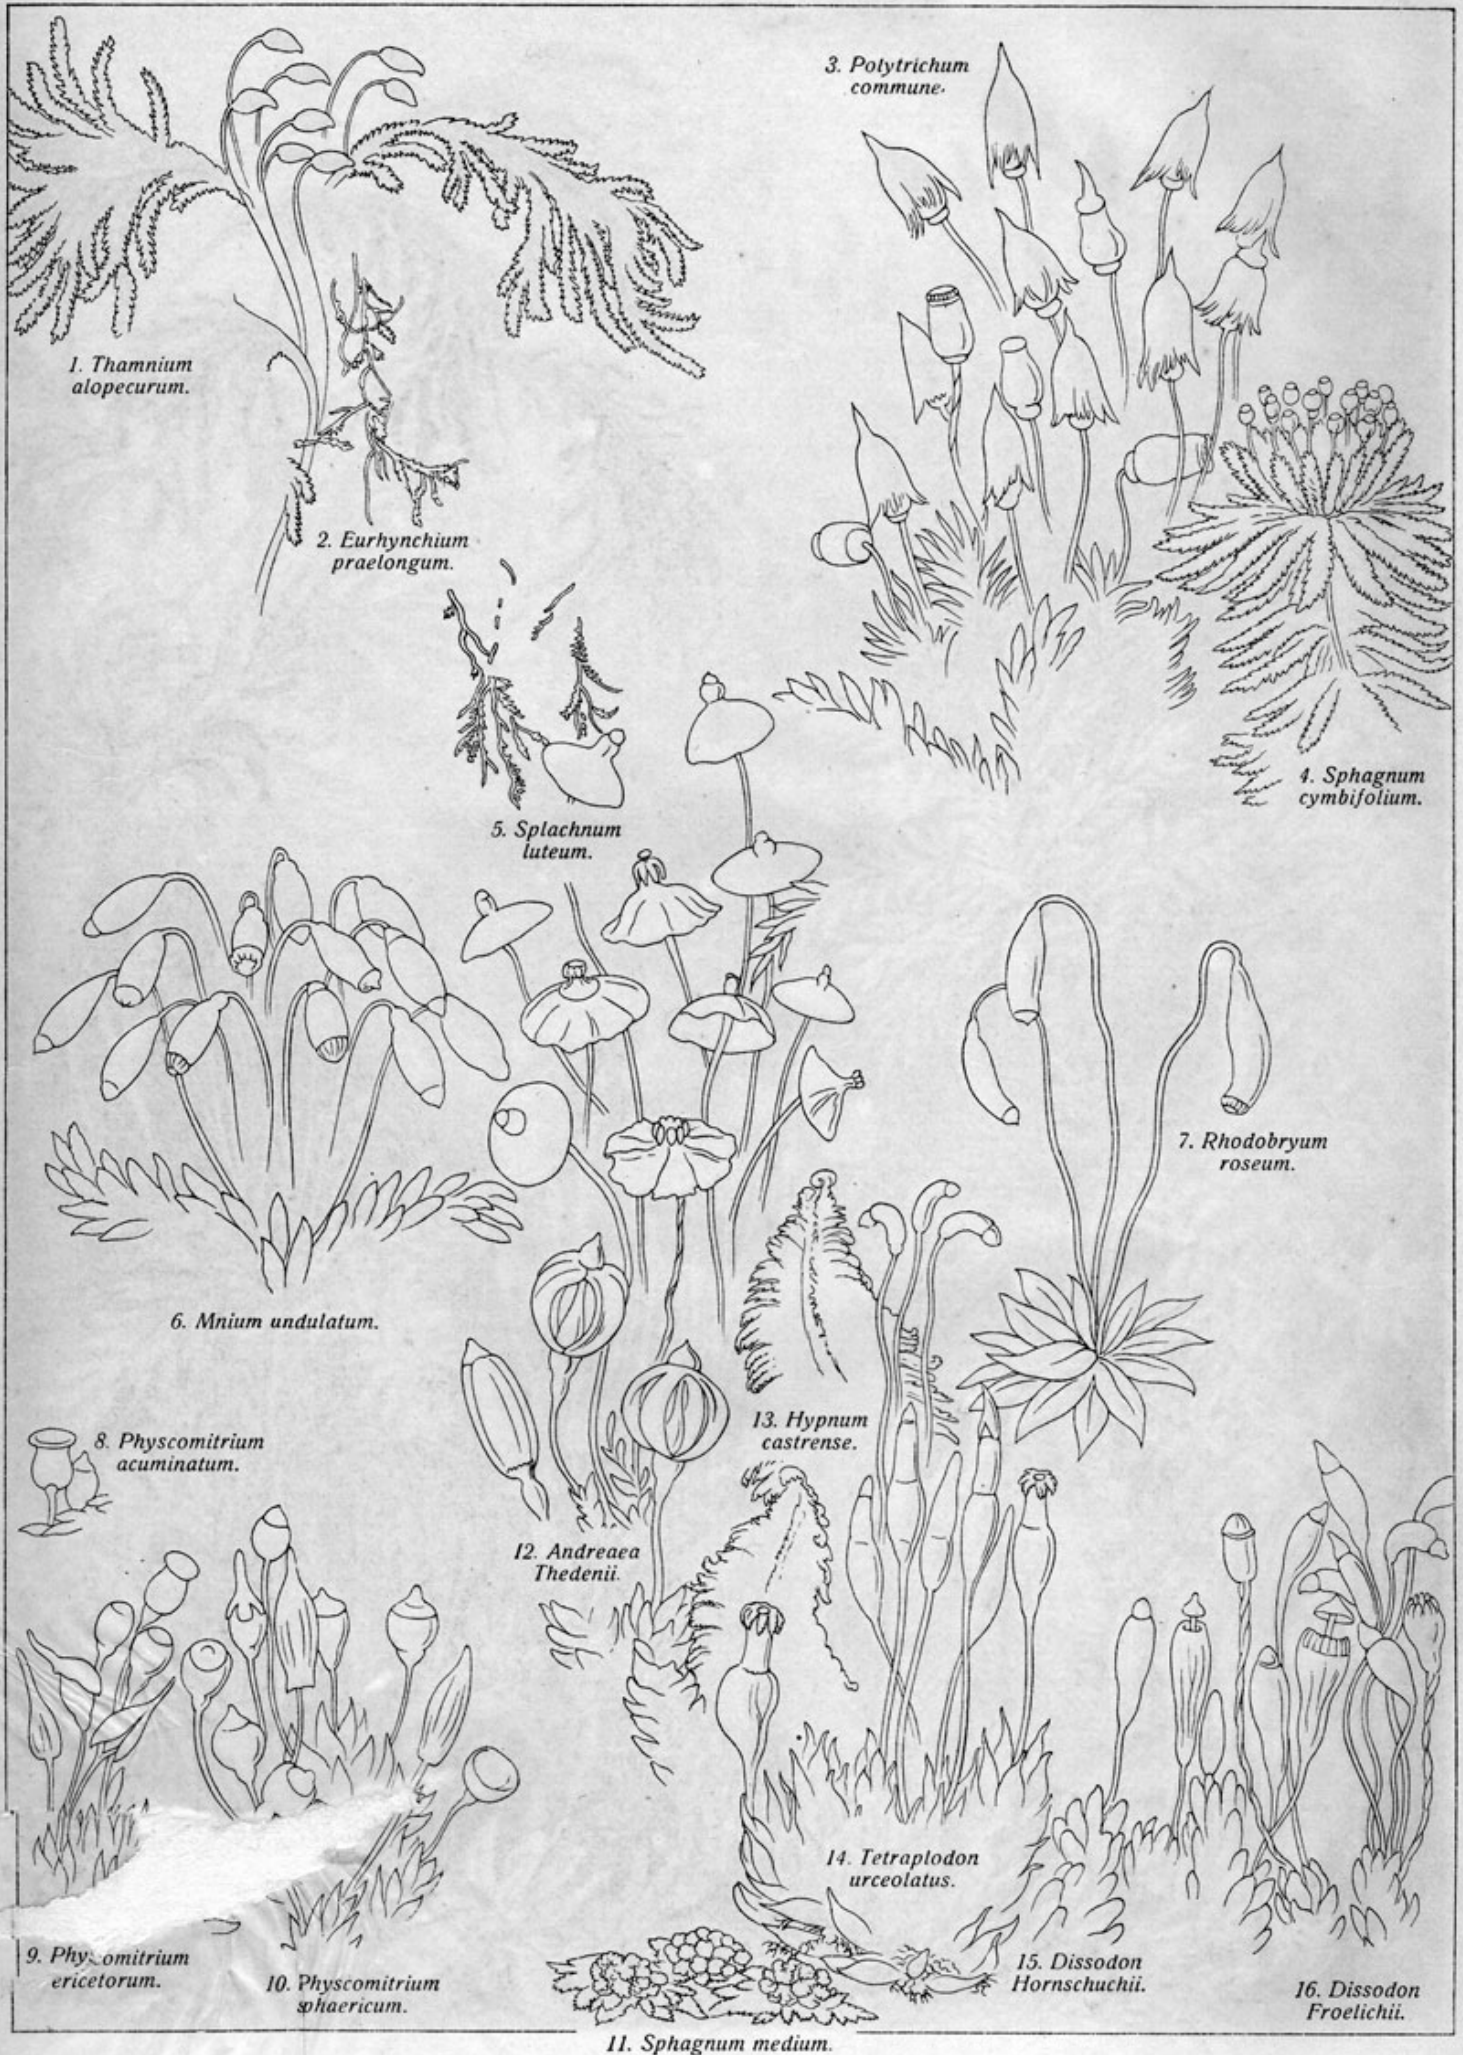 1. Thamnium
alopecurum.
2. Eurhynchium
praelongum.
3. Polytrichum
commune.
4. Sphagnum
cymbifolium.
5. Splachnum
luteum.
6. Mnium undulatum.
7. Rhodobryum
roseum.
8. Physcomitrium
acuminatum.
9. Physcomitrium
ericetorum.
10. Physcomitrium
sphaericum.
11. Sphagnum medium.
12. Andreaea
Thedenii.
13. Hypnum
castrense.
14. Tetraplodon
urceolatus.
15. Dissodon
Hornschuchii.
16. Dissodon
Froelichii.